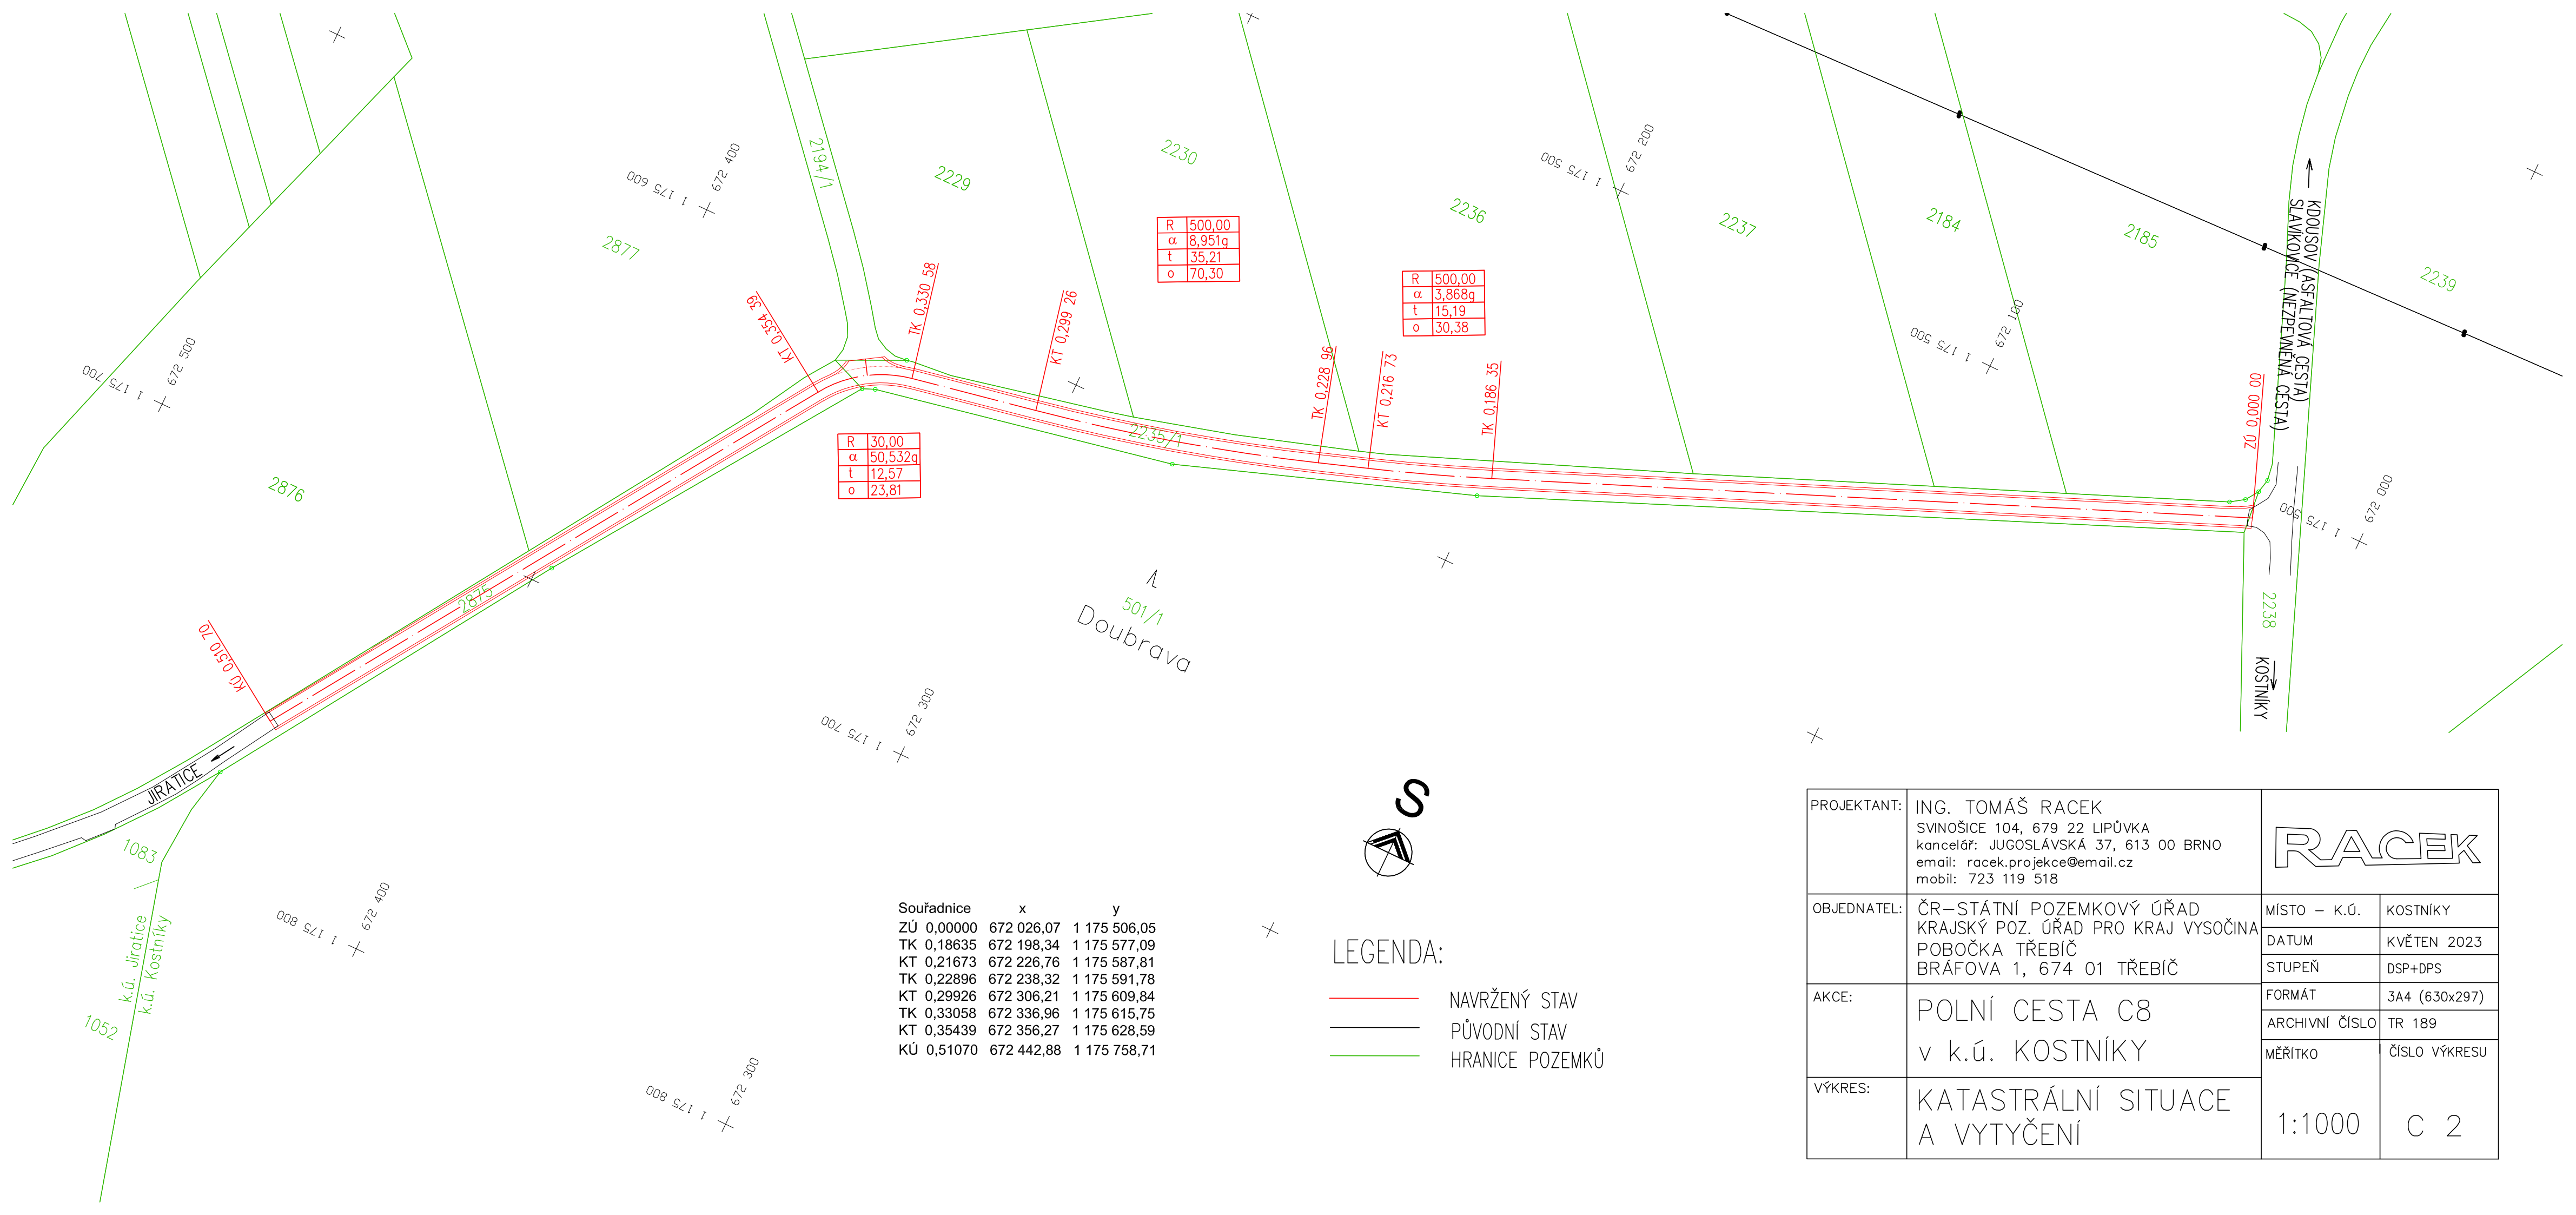 2194/1
2229
2230
2236
2237
2184
2185
2239
2877
2876
2875
2235/1
2238
501/1
Doubrava
1083
1052
k.ú. Jiratice
k.ú. Kostníky
JIRATICE
KOSTNÍKY
KDOUSOV (ASFALTOVÁ CESTA)
SLAVÍKOVICE (NEZPEVNĚNÁ CESTA)
1 175 600
672 400
1 175 500
672 200
1 175 500
672 100
1 175 500
672 000
1 175 700
672 500
1 175 700
672 300
1 175 800
672 400
1 175 800
672 300
KÚ 0,510 70
KT 0,354 39
TK 0,330 58
KT 0,299 26
TK 0,228 96
KT 0,216 73
TK 0,186 35
ZÚ 0,000 00
R 500,00
α 8,951g
t 35,21
o 70,30
R 500,00
α 3,868g
t 15,19
o 30,38
R 30,00
α 50,532g
t 12,57
o 23,81
S
Souřadnice x y
ZÚ 0,00000 672 026,07 1 175 506,05
TK 0,18635 672 198,34 1 175 577,09
KT 0,21673 672 226,76 1 175 587,81
TK 0,22896 672 238,32 1 175 591,78
KT 0,29926 672 306,21 1 175 609,84
TK 0,33058 672 336,96 1 175 615,75
KT 0,35439 672 356,27 1 175 628,59
KÚ 0,51070 672 442,88 1 175 758,71
LEGENDA:
NAVRŽENÝ STAV
PŮVODNÍ STAV
HRANICE POZEMKŮ
PROJEKTANT:
ING. TOMÁŠ RACEK
SVINOŠICE 104, 679 22 LIPŮVKA
kancelář: JUGOSLÁVSKÁ 37, 613 00 BRNO
email: racek.projekce@email.cz
mobil: 723 119 518
RACEK
OBJEDNATEL:
ČR–STÁTNÍ POZEMKOVÝ ÚŘAD
KRAJSKÝ POZ. ÚŘAD PRO KRAJ VYSOČINA
POBOČKA TŘEBÍČ
BRÁFOVA 1, 674 01 TŘEBÍČ
MÍSTO – K.Ú. KOSTNÍKY
DATUM KVĚTEN 2023
STUPEŇ DSP+DPS
FORMÁT 3A4 (630x297)
ARCHIVNÍ ČÍSLO TR 189
AKCE:
POLNÍ CESTA C8
v k.ú. KOSTNÍKY
MĚŘÍTKO
1:1000
ČÍSLO VÝKRESU
C 2
VÝKRES:
KATASTRÁLNÍ SITUACE
A VYTYČENÍ